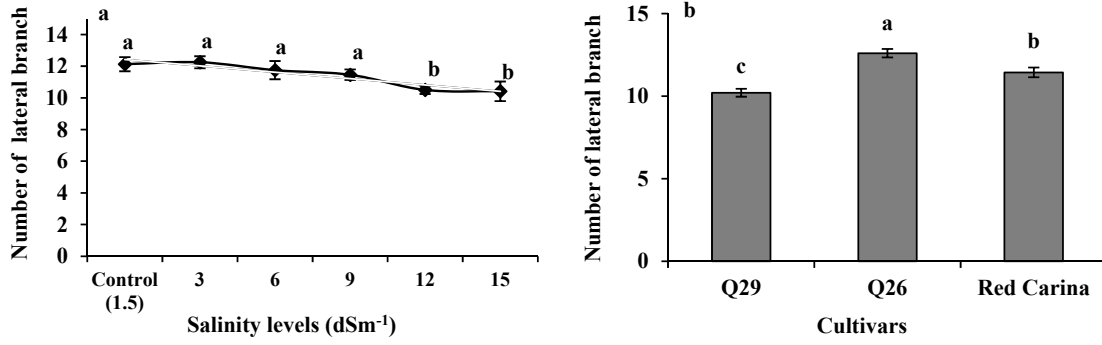 a
Number of lateral branch
14
12
10
8
6
4
2
0
a
a
a
a
b
b
Control
(1.5)
3
6
9
12
15
Salinity levels (dSm⁻¹)
b
Number of lateral branch
15
10
5
0
c
a
b
Q29
Q26
Red Carina
Cultivars